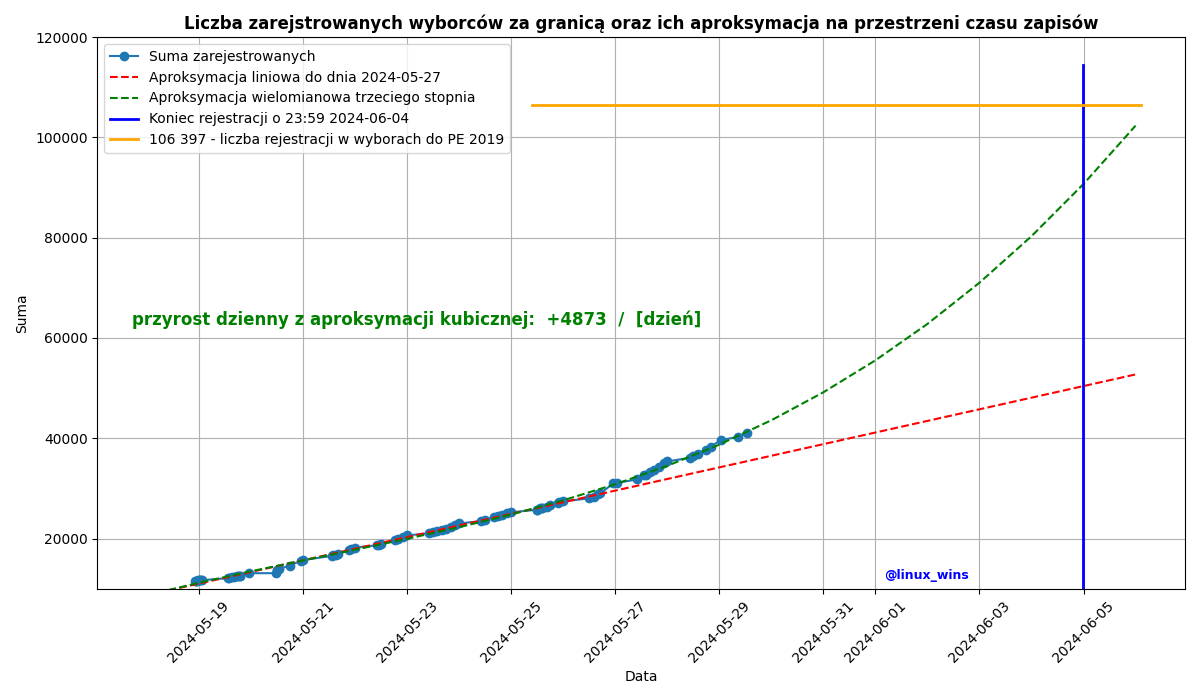 Liczba zarejstrowanych wyborców za granicą oraz ich aproksymacja na przestrzeni czasu zapisów
120000
100000
80000
60000
40000
20000
Suma
Suma zarejestrowanych
Aproksymacja liniowa do dnia 2024-05-27
Aproksymacja wielomianowa trzeciego stopnia
Koniec rejestracji o 23:59 2024-06-04
106 397 - liczba rejestracji w wyborach do PE 2019
przyrost dzienny z aproksymacji kubicznej: +4873 / [dzień]
@linux_wins
2024-05-19
2024-05-21
2024-05-23
2024-05-25
2024-05-27
2024-05-29
2024-05-31
2024-06-01
2024-06-03
2024-06-05
Data